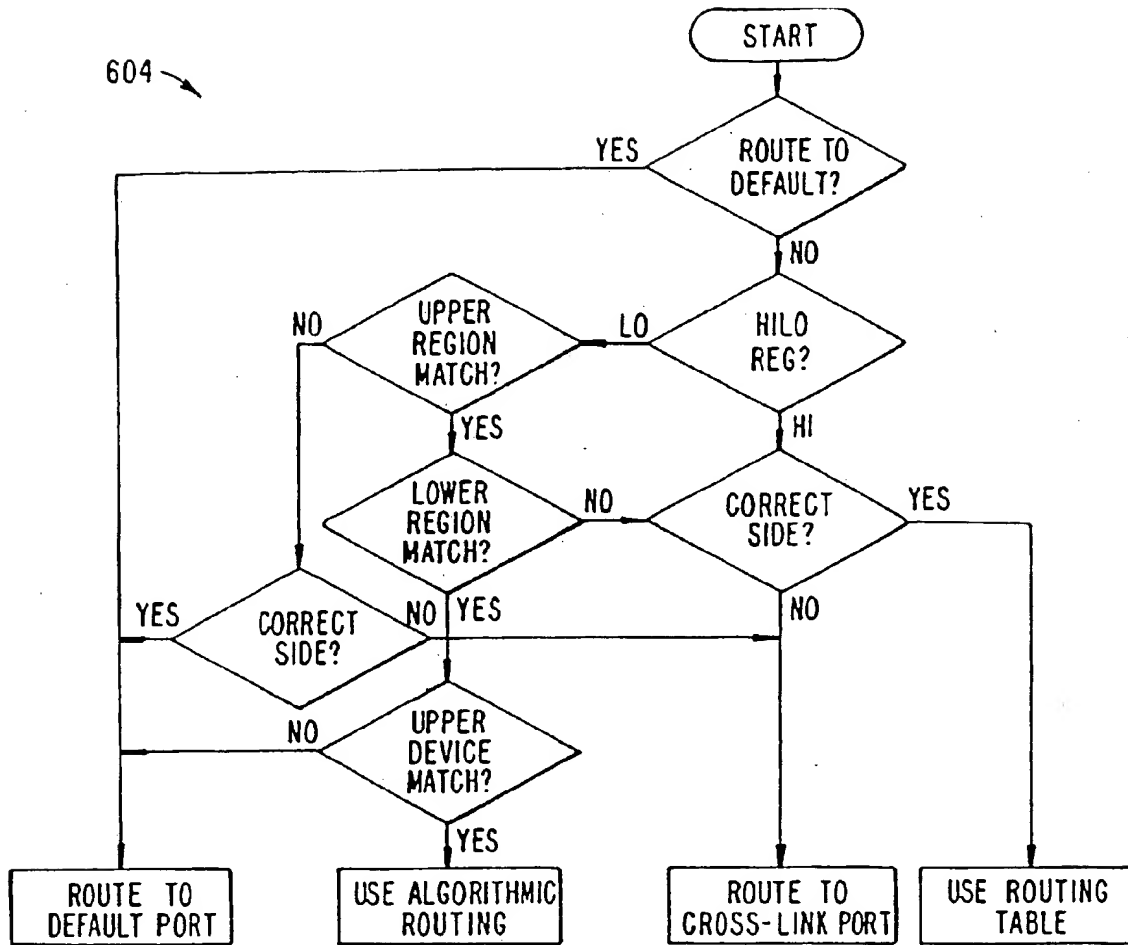 START
604
YES
ROUTE TO
DEFAULT?
NO
NO
UPPER
REGION
MATCH?
LO
HILO
REG?
YES
HI
LOWER
REGION
MATCH?
NO
CORRECT
SIDE?
YES
YES
CORRECT
SIDE?
NO
YES
NO
NO
UPPER
DEVICE
MATCH?
YES
ROUTE TO
DEFAULT PORT
USE ALGORITHMIC
ROUTING
ROUTE TO
CROSS-LINK PORT
USE ROUTING
TABLE